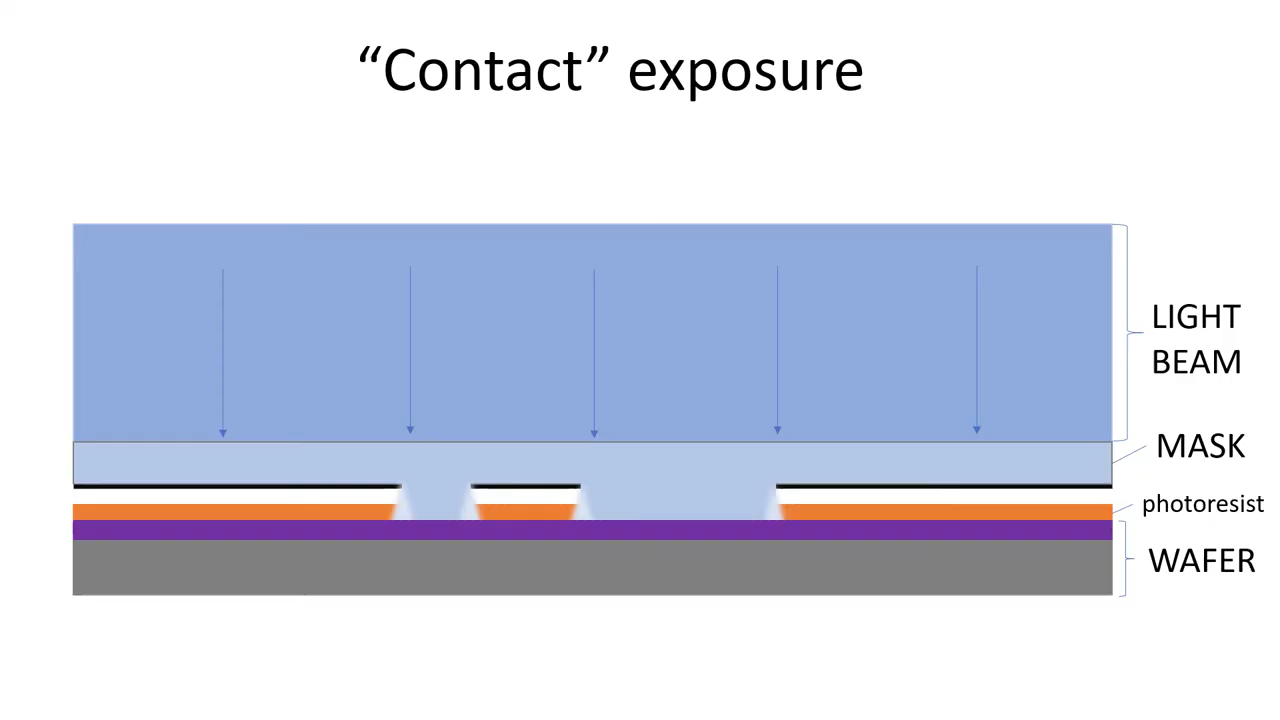 “Contact” exposure
LIGHT
BEAM
MASK
photoresist
WAFER